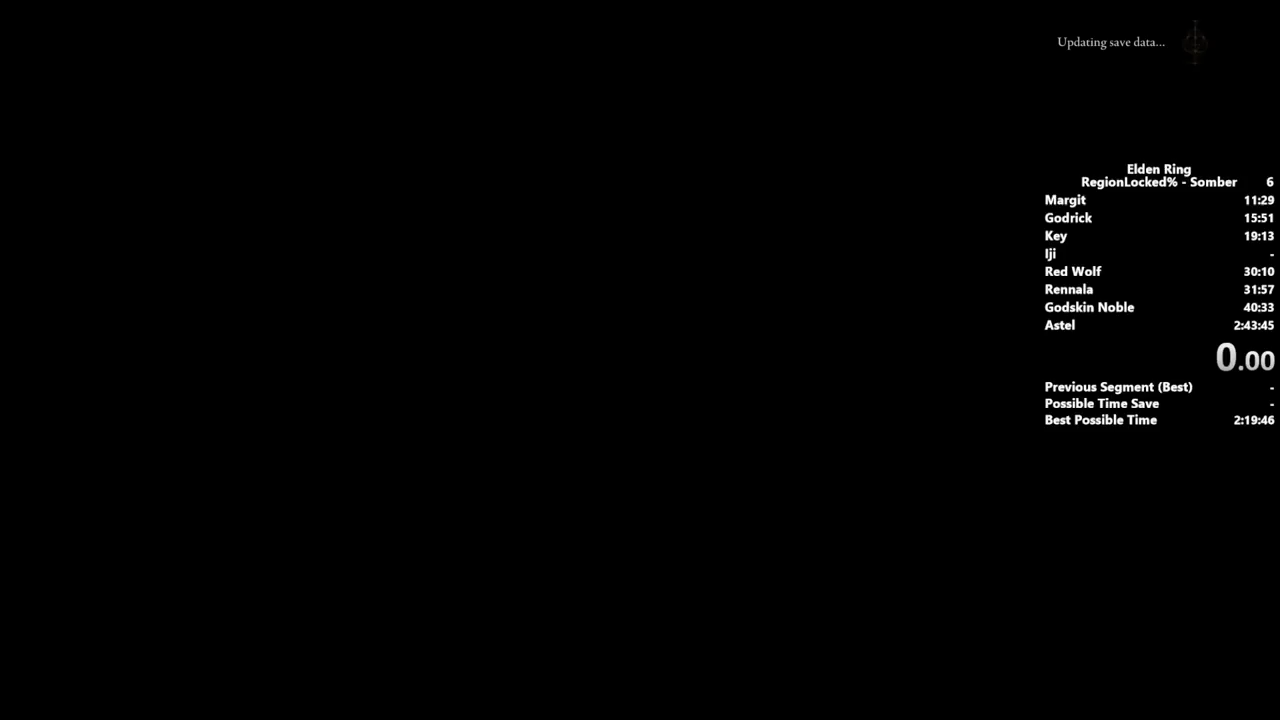 Updating save data...
Elden Ring
RegionLocked% - Somber 6
Margit 11:29
Godrick 15:51
Key 19:13
Iji -
Red Wolf 30:10
Rennala 31:57
Godskin Noble 40:33
Astel 2:43:45
0.00
Previous Segment (Best) -
Possible Time Save -
Best Possible Time 2:19:46